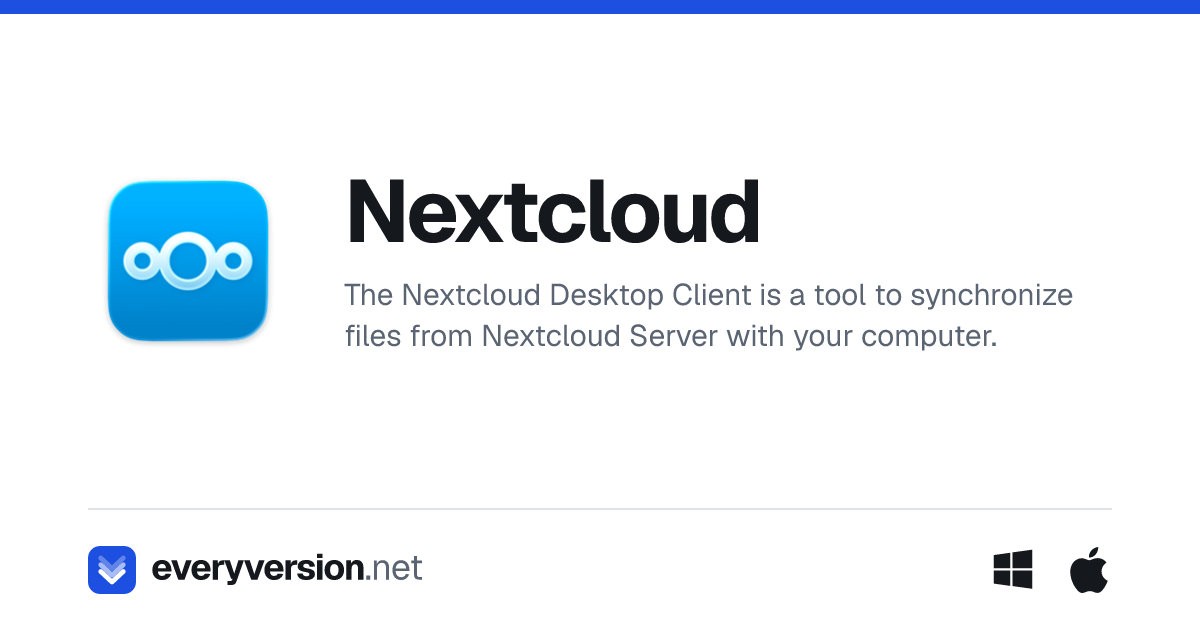 Nextcloud
The Nextcloud Desktop Client is a tool to synchronize
files from Nextcloud Server with your computer.
everyversion.net